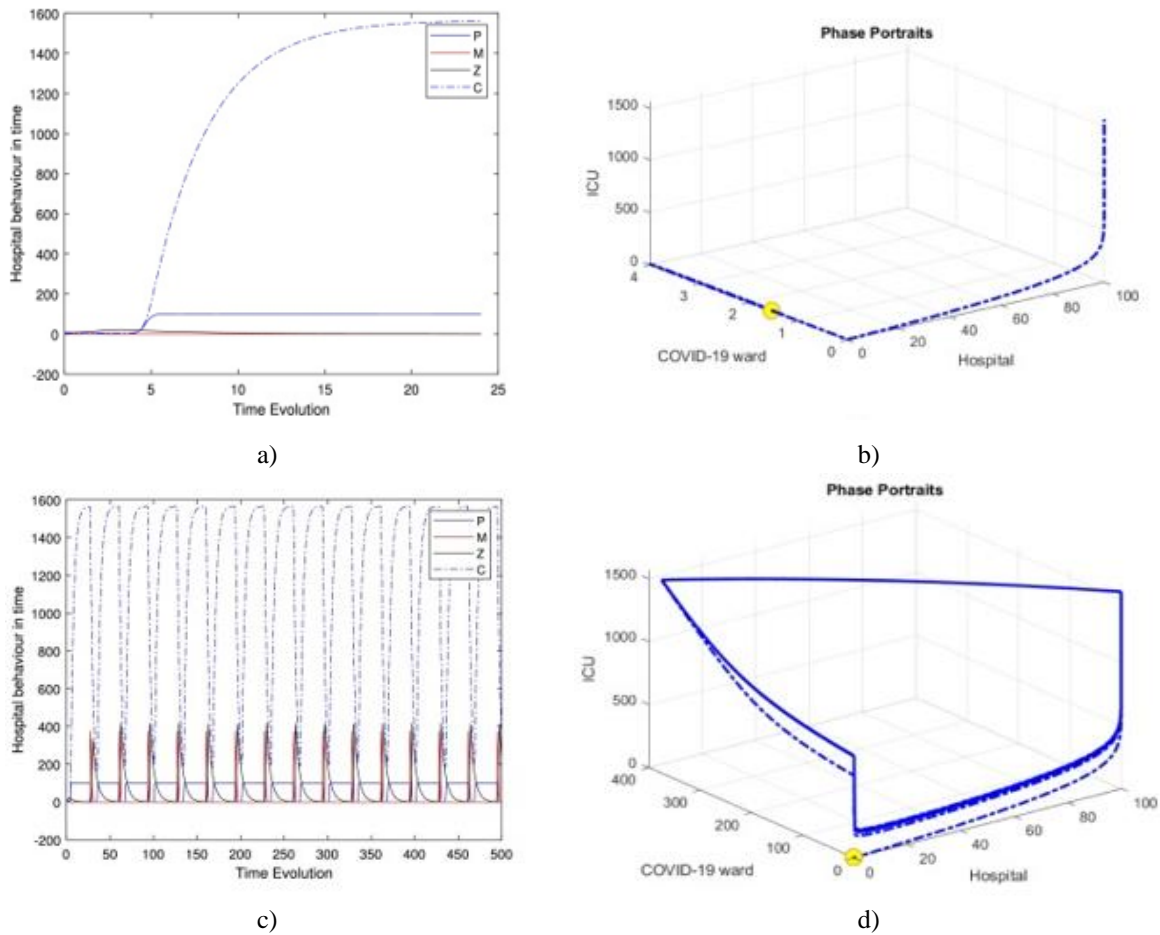 1600
1400
1200
1000
800
600
400
200
0
-200
Hospital behaviour in time
0 5 10 15 20 25
Time Evolution
P
M
Z
C
a)
Phase Portraits
1500
1000
500
0
ICU
4 3 2 1 0
COVID-19 ward
0 20 40 60 80 100
Hospital
b)
1600
1400
1200
1000
800
600
400
200
0
-200
Hospital behaviour in time
0 50 100 150 200 250 300 350 400 450 500
Time Evolution
P
M
Z
C
c)
Phase Portraits
1500
1000
500
0
ICU
400 300 200 100 0
COVID-19 ward
0 20 40 60 80 100
Hospital
d)